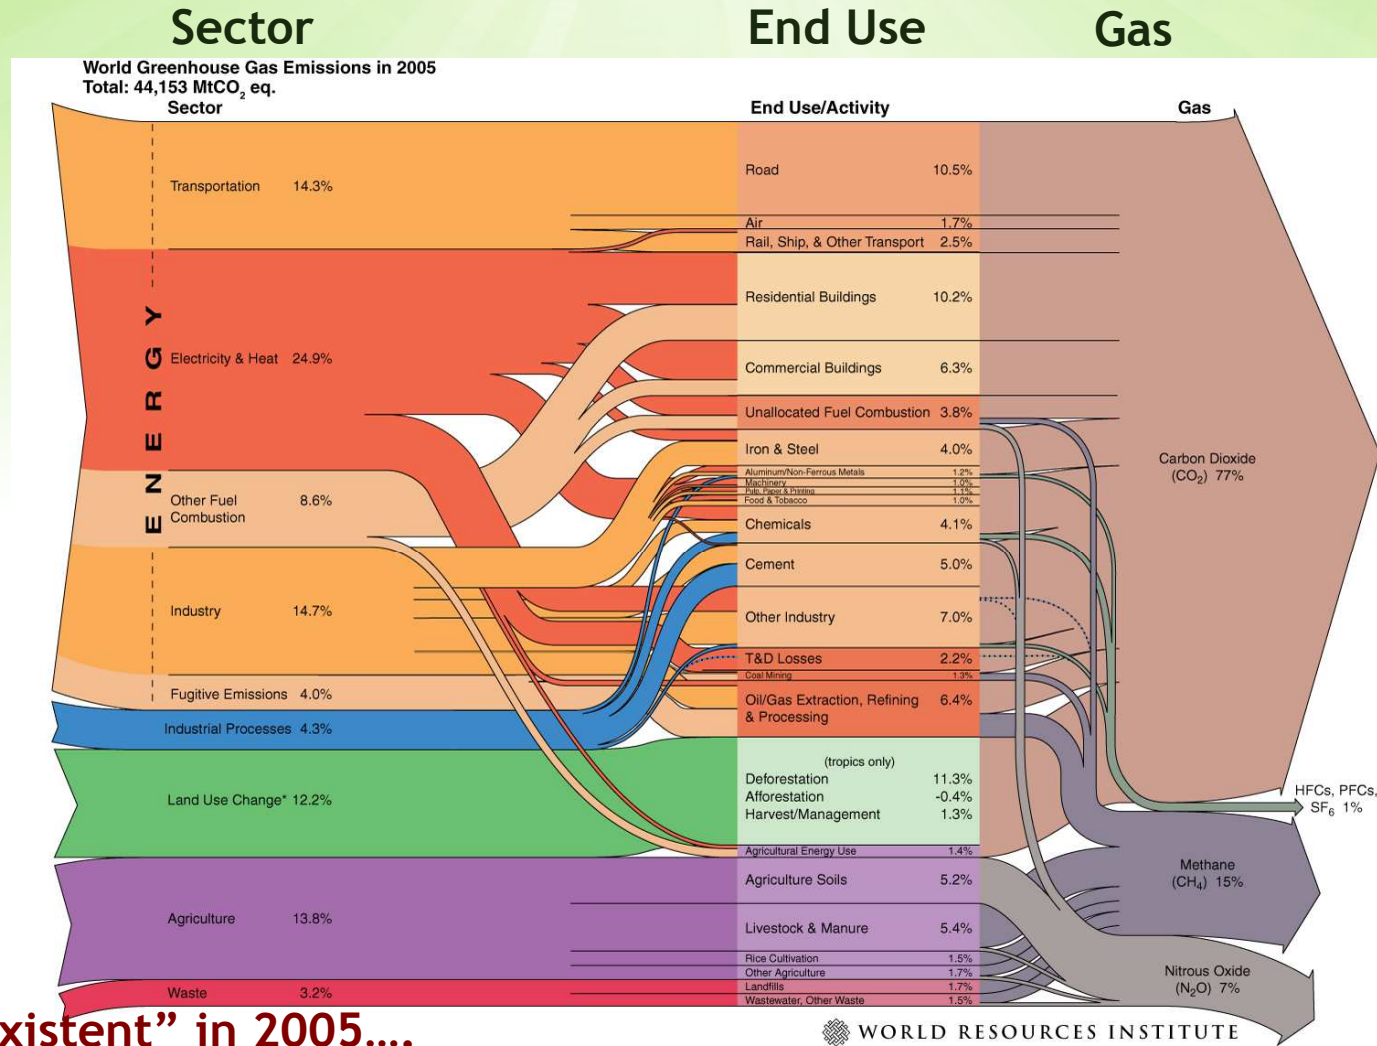 Sector
End Use
Gas
World Greenhouse Gas Emissions in 2005
Total: 44,153 MtCO2 eq.
Sector
End Use/Activity
Gas
ENERGY
Transportation 14.3%
Electricity & Heat 24.9%
Other Fuel
Combustion 8.6%
Industry 14.7%
Fugitive Emissions 4.0%
Industrial Processes 4.3%
Land Use Change* 12.2%
Agriculture 13.8%
Waste 3.2%
Road 10.5%
Air 1.7%
Rail, Ship, & Other Transport 2.5%
Residential Buildings 10.2%
Commercial Buildings 6.3%
Unallocated Fuel Combustion 3.8%
Iron & Steel 4.0%
Aluminum/Non-Ferrous Metals 1.2%
Machinery 1.0%
Pulp, Paper & Printing 1.1%
Food & Tobacco 1.0%
Chemicals 4.1%
Cement 5.0%
Other Industry 7.0%
T&D Losses 2.2%
Coal Mining 1.3%
Oil/Gas Extraction, Refining 6.4%
& Processing
(tropics only)
Deforestation 11.3%
Afforestation -0.4%
Harvest/Management 1.3%
Agricultural Energy Use 1.4%
Agriculture Soils 5.2%
Livestock & Manure 5.4%
Rice Cultivation 1.5%
Other Agriculture 1.7%
Landfills 1.7%
Wastewater, Other Waste 1.5%
Carbon Dioxide
(CO2) 77%
HFCs, PFCs,
SF6 1%
Methane
(CH4) 15%
Nitrous Oxide
(N2O) 7%
xistent” in 2005….
WORLD RESOURCES INSTITUTE